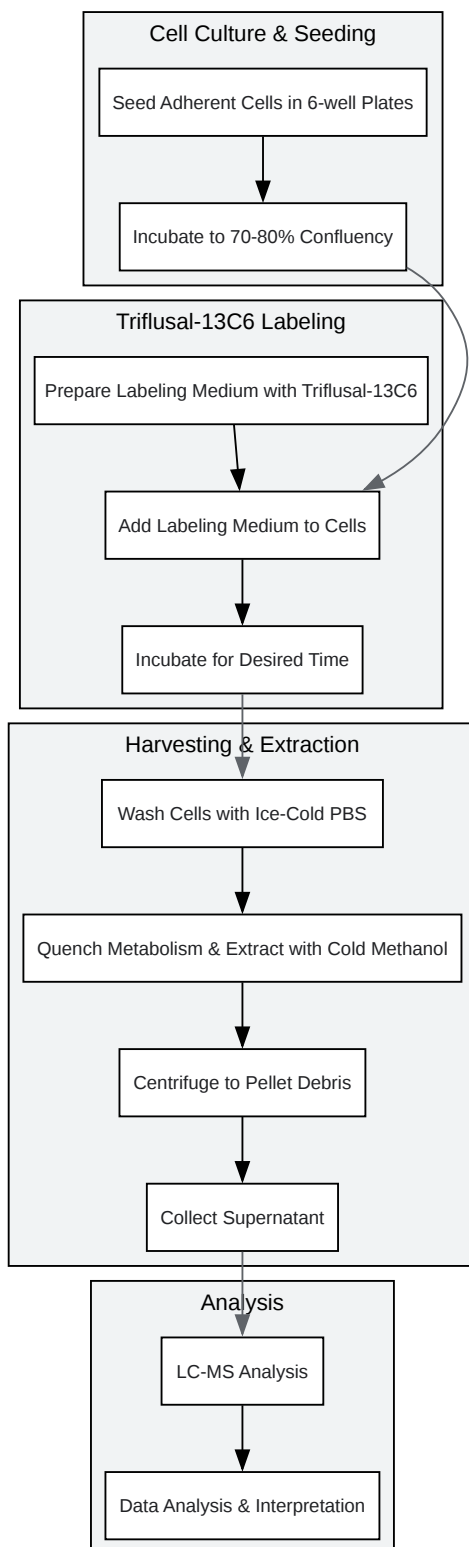 Cell Culture & Seeding
Seed Adherent Cells in 6-well Plates
Incubate to 70-80% Confluency
Triflusal-13C6 Labeling
Prepare Labeling Medium with Triflusal-13C6
Add Labeling Medium to Cells
Incubate for Desired Time
Harvesting & Extraction
Wash Cells with Ice-Cold PBS
Quench Metabolism & Extract with Cold Methanol
Centrifuge to Pellet Debris
Collect Supernatant
Analysis
LC-MS Analysis
Data Analysis & Interpretation